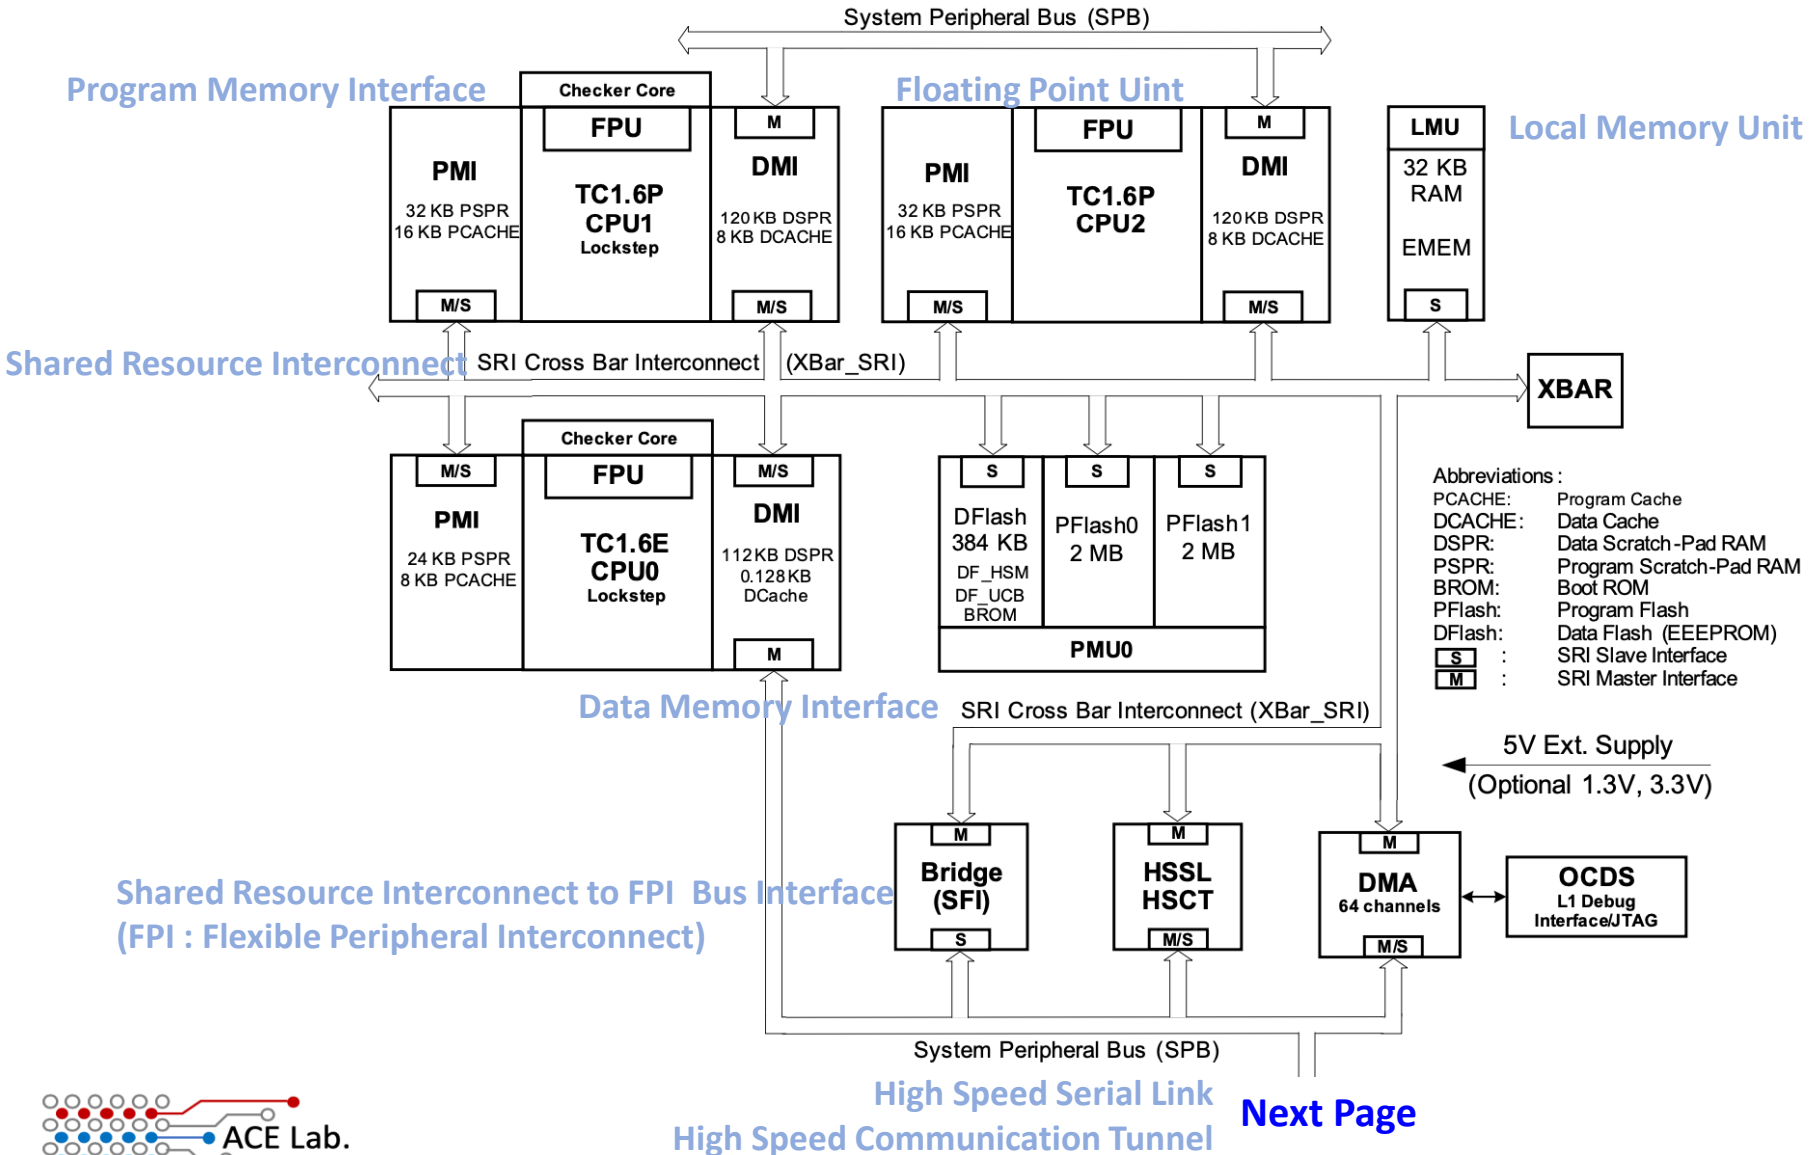 System Peripheral Bus (SPB)
Program Memory Interface
Floating Point Uint
Local Memory Unit
Checker Core
PMI
32 KB PSPR
16 KB PCACHE
M/S
FPU
TC1.6P
CPU1
Lockstep
M
DMI
120 KB DSPR
8 KB DCACHE
M/S
PMI
32 KB PSPR
16 KB PCACHE
M/S
FPU
TC1.6P
CPU2
M
DMI
120 KB DSPR
8 KB DCACHE
M/S
LMU
32 KB
RAM
EMEM
S
Shared Resource Interconnect
SRI Cross Bar Interconnect (XBar_SRI)
XBAR
Checker Core
M/S
PMI
24 KB PSPR
8 KB PCACHE
FPU
TC1.6E
CPU0
Lockstep
M/S
DMI
112 KB DSPR
0.128 KB
DCache
M
S
DFlash
384 KB
DF_HSM
DF_UCB
BROM
S
PFlash0
2 MB
S
PFlash1
2 MB
PMU0
Abbreviations :
PCACHE: Program Cache
DCACHE: Data Cache
DSPR: Data Scratch-Pad RAM
PSPR: Program Scratch-Pad RAM
BROM: Boot ROM
PFlash: Program Flash
DFlash: Data Flash (EEEPROM)
S : SRI Slave Interface
M : SRI Master Interface
Data Memory Interface
SRI Cross Bar Interconnect (XBar_SRI)
5V Ext. Supply
(Optional 1.3V, 3.3V)
Shared Resource Interconnect to FPI Bus Interface
(FPI : Flexible Peripheral Interconnect)
M
Bridge
(SFI)
S
M
HSSL
HSCT
M/S
M
DMA
64 channels
M/S
OCDS
L1 Debug
Interface/JTAG
System Peripheral Bus (SPB)
High Speed Serial Link
High Speed Communication Tunnel
Next Page
ACE Lab.